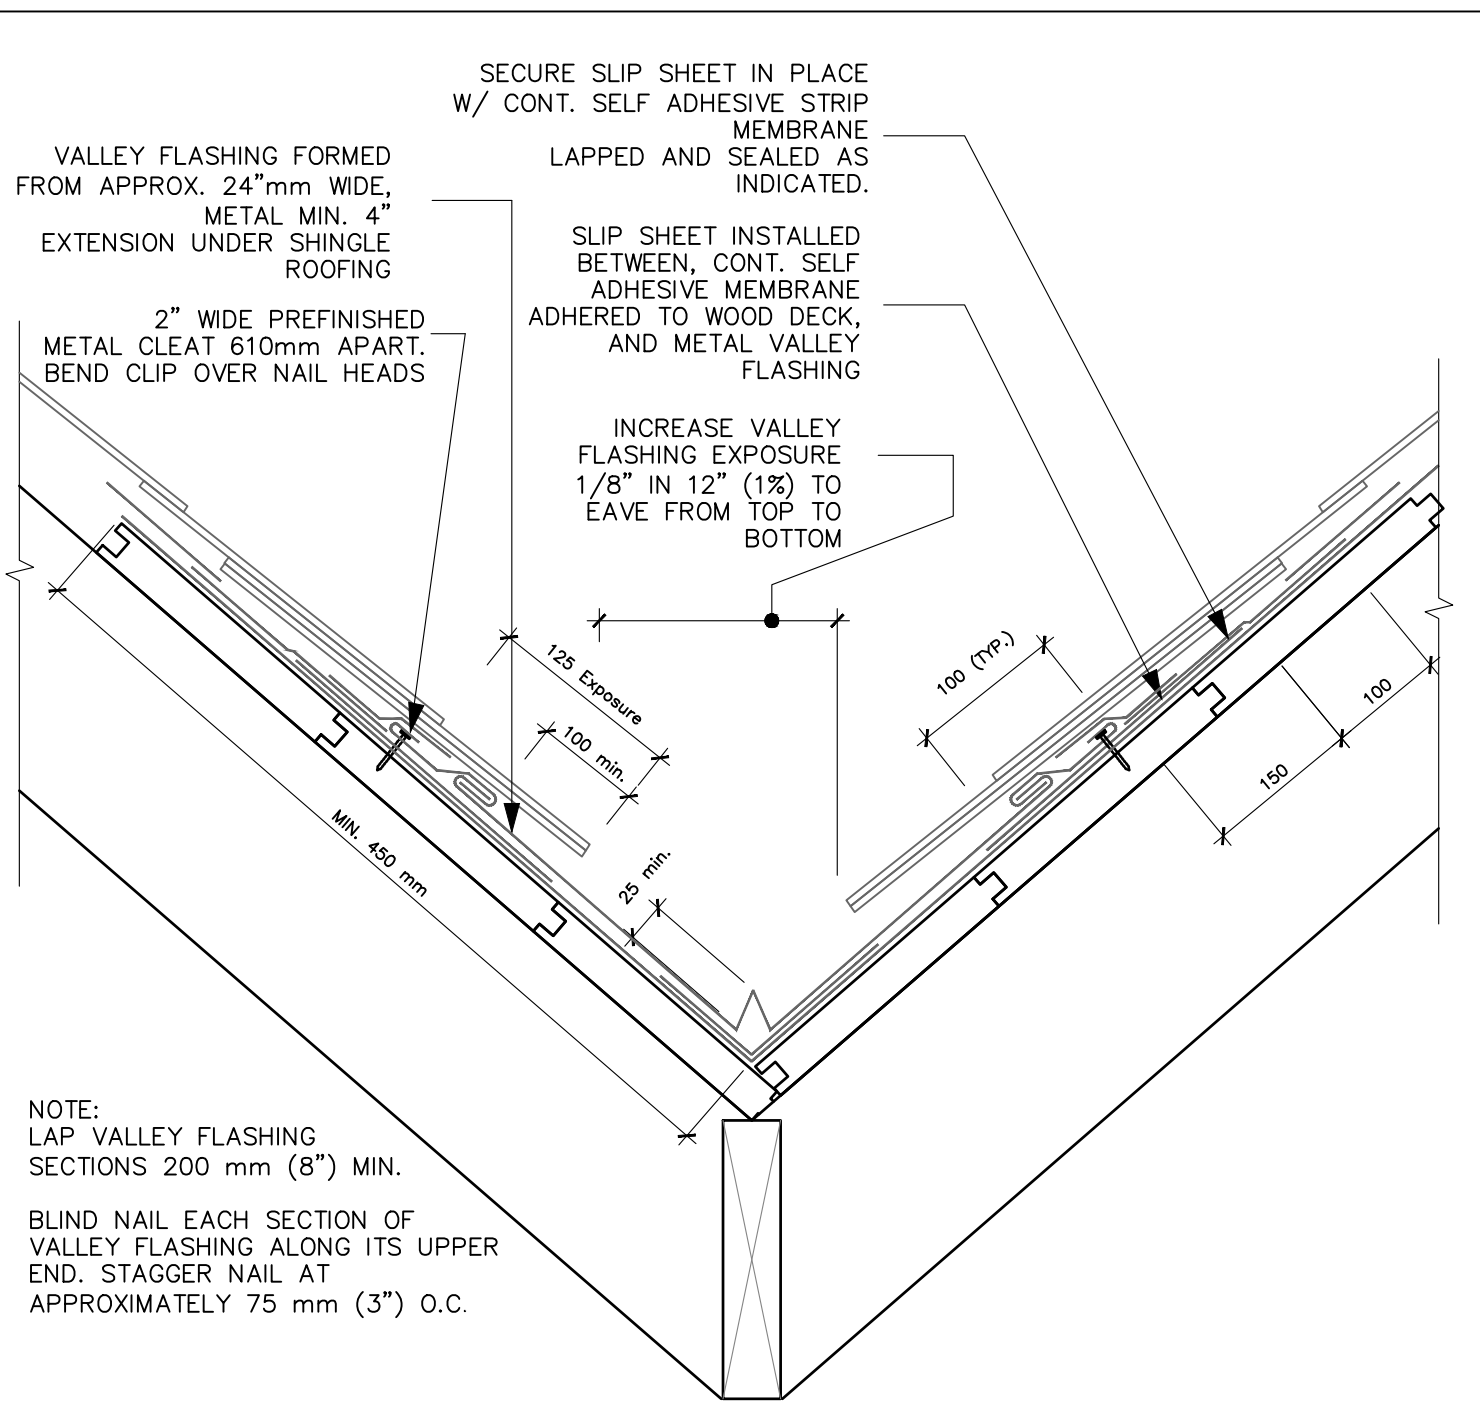 SECURE SLIP SHEET IN PLACE
W/ CONT. SELF ADHESIVE STRIP
MEMBRANE
LAPPED AND SEALED AS
INDICATED.
VALLEY FLASHING FORMED
FROM APPROX. 24”mm WIDE,
METAL MIN. 4”
EXTENSION UNDER SHINGLE
ROOFING
SLIP SHEET INSTALLED
BETWEEN, CONT. SELF
ADHESIVE MEMBRANE
ADHERED TO WOOD DECK,
AND METAL VALLEY
FLASHING
2” WIDE PREFINISHED
METAL CLEAT 610mm APART.
BEND CLIP OVER NAIL HEADS
INCREASE VALLEY
FLASHING EXPOSURE
1/8” IN 12” (1%) TO
EAVE FROM TOP TO
BOTTOM
125 Exposure
100 min.
100 (TYP.)
100
150
MIN. 450 mm
25 min.
NOTE:
LAP VALLEY FLASHING
SECTIONS 200 mm (8”) MIN.
BLIND NAIL EACH SECTION OF
VALLEY FLASHING ALONG ITS UPPER
END. STAGGER NAIL AT
APPROXIMATELY 75 mm (3”) O.C.